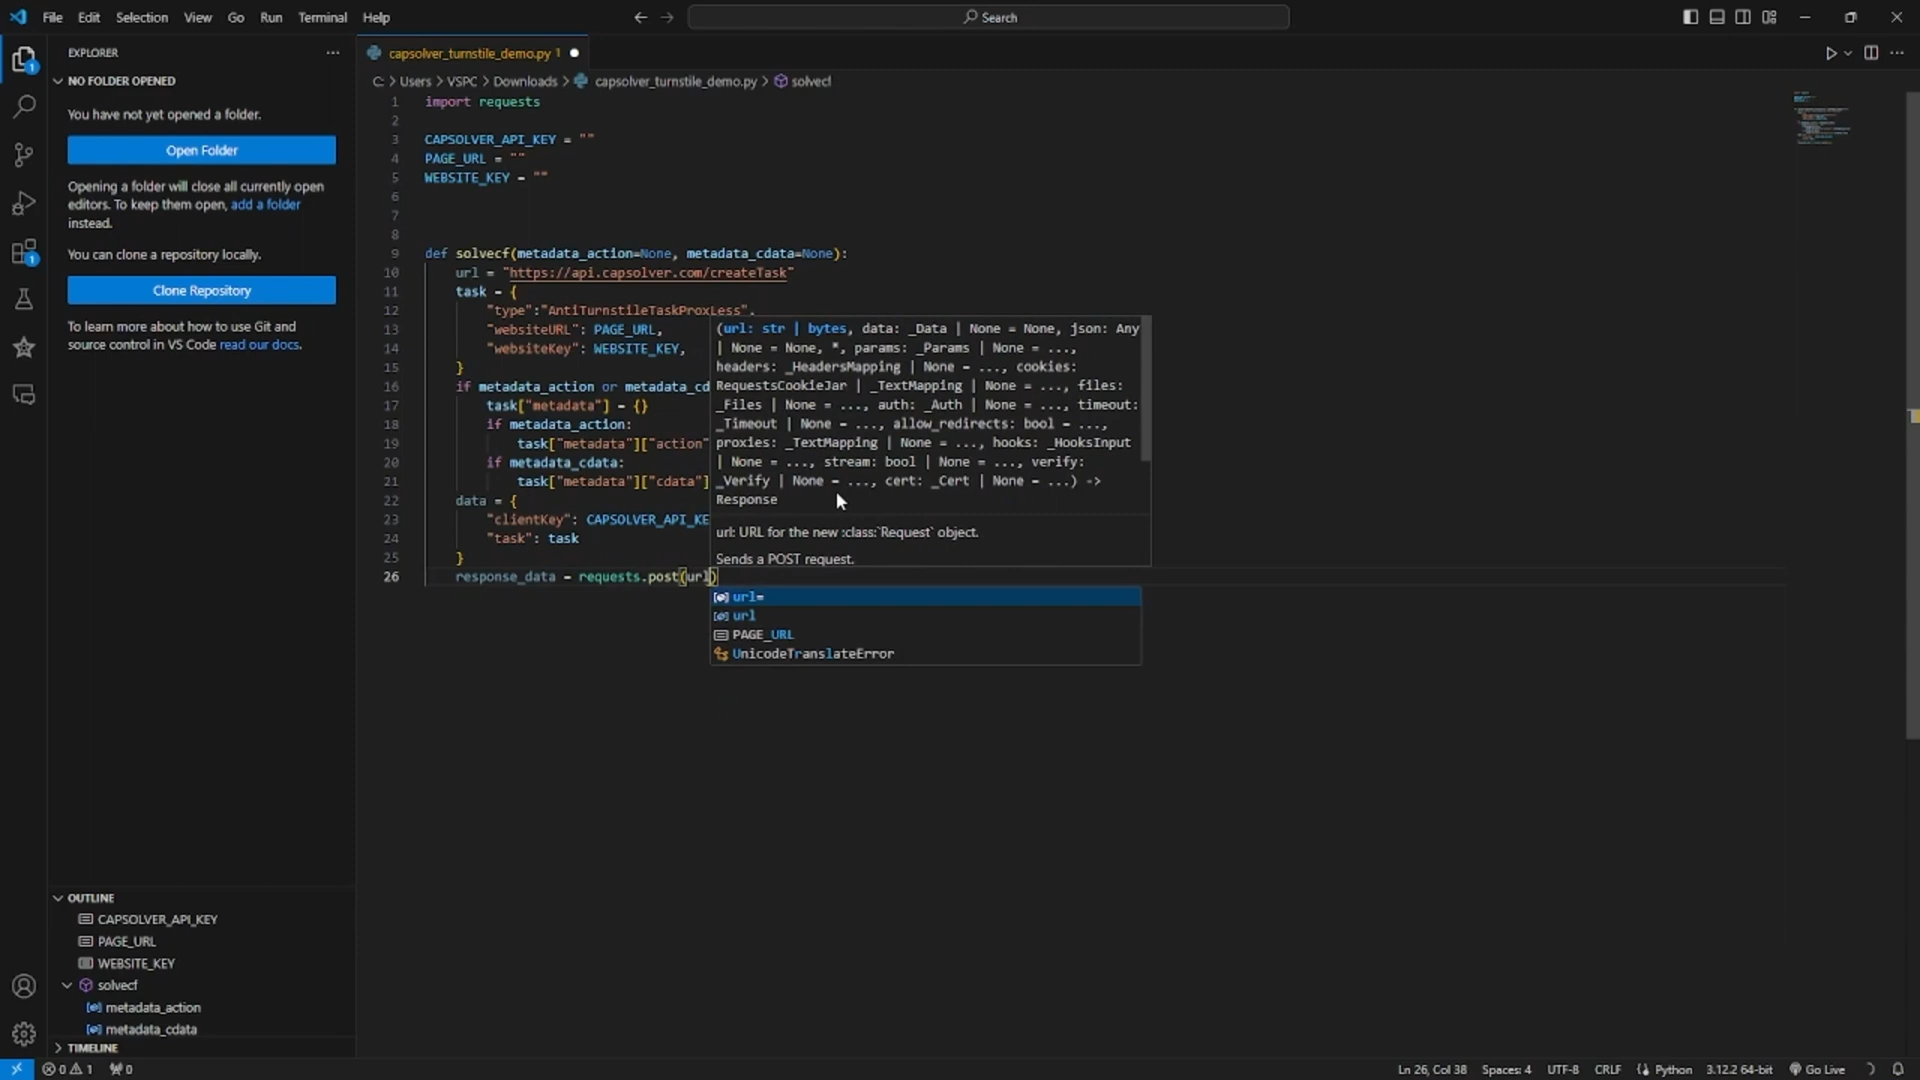 File Edit Selection View Go Run Terminal Help
Search
EXPLORER
NO FOLDER OPENED
You have not yet opened a folder.
Open Folder
Opening a folder will close all currently open
editors. To keep them open, add a folder
instead.
You can clone a repository locally.
Clone Repository
To learn more about how to use Git and
source control in VS Code read our docs.
1
1
OUTLINE
CAPSOLVER_API_KEY
PAGE_URL
WEBSITE_KEY
solvecf
metadata_action
metadata_cdata
TIMELINE
capsolver_turnstile_demo.py 1
C: > Users > VSPC > Downloads > capsolver_turnstile_demo.py > solvecf
1 import requests
2
3 CAPSOLVER_API_KEY = ""
4 PAGE_URL = ""
5 WEBSITE_KEY = ""
6
7
8
9 def solvecf(metadata_action=None, metadata_cdata=None):
10 url = "https://api.capsolver.com/createTask"
11 task = {
12 "type":"AntiTurnstileTaskProxLess",
13 "websiteURL": PAGE_URL,
14 "websiteKey": WEBSITE_KEY,
15 }
16 if metadata_action or metadata_cd
17 task["metadata"] = {}
18 if metadata_action:
19 task["metadata"]["action"
20 if metadata_cdata:
21 task["metadata"]["cdata"]
22 data = {
23 "clientKey": CAPSOLVER_API_KE
24 "task": task
25 }
26 response_data = requests.post(url)
(url: str | bytes, data: _Data | None = None, json: Any
| None = None, *, params: _Params | None = ...,
headers: _HeadersMapping | None = ..., cookies:
RequestsCookieJar | _TextMapping | None = ..., files:
_Files | None = ..., auth: _Auth | None = ..., timeout:
_Timeout | None = ..., allow_redirects: bool = ...,
proxies: _TextMapping | None = ..., hooks: _HooksInput
| None = ..., stream: bool | None = ..., verify:
_Verify | None = ..., cert: _Cert | None = ...) ->
Response
url: URL for the new :class:`Request` object.
Sends a POST request.
url=
url
PAGE_URL
UnicodeTranslateError
0 1 0
Ln 26, Col 38 Spaces: 4 UTF-8 CRLF Python 3.12.2 64-bit Go Live